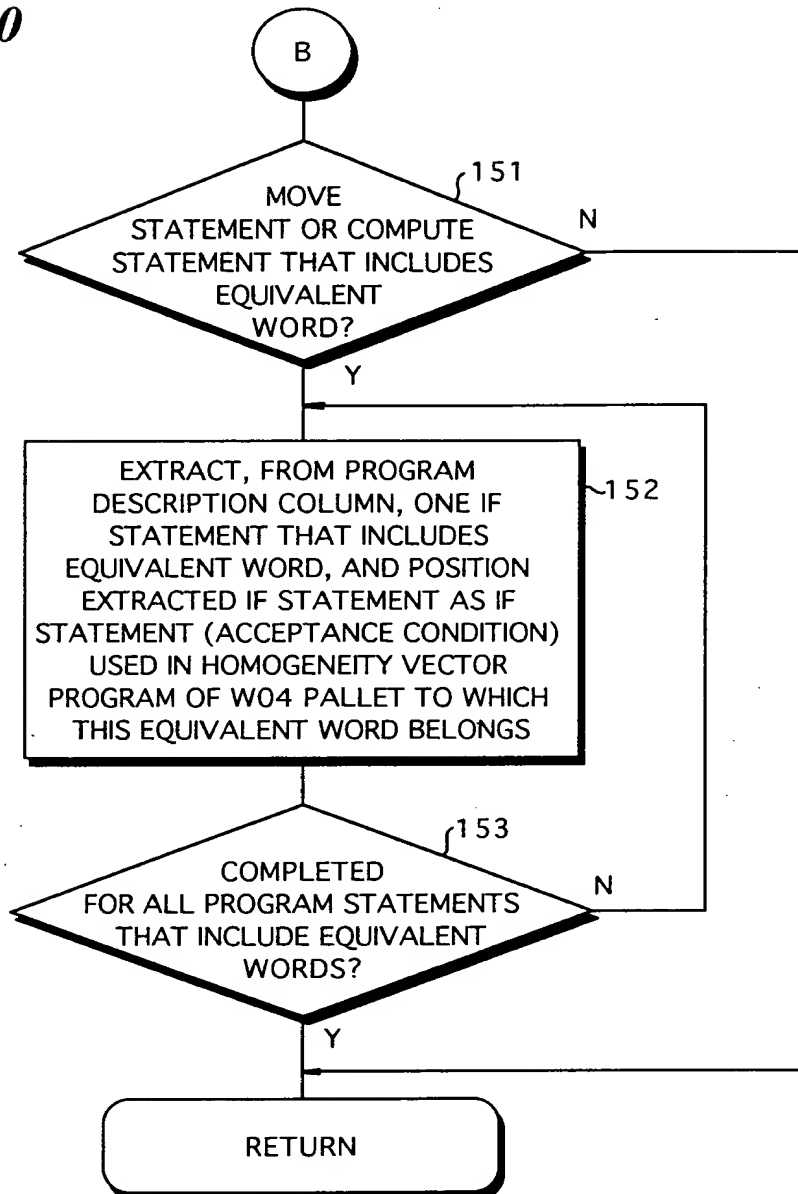 0
B
151
MOVE
STATEMENT OR COMPUTE
STATEMENT THAT INCLUDES
EQUIVALENT
WORD?
N
Y
EXTRACT, FROM PROGRAM
DESCRIPTION COLUMN, ONE IF
STATEMENT THAT INCLUDES
EQUIVALENT WORD, AND POSITION
EXTRACTED IF STATEMENT AS IF
STATEMENT (ACCEPTANCE CONDITION)
USED IN HOMOGENEITY VECTOR
PROGRAM OF W04 PALLET TO WHICH
THIS EQUIVALENT WORD BELONGS
152
153
COMPLETED
FOR ALL PROGRAM STATEMENTS
THAT INCLUDE EQUIVALENT
WORDS?
N
Y
RETURN